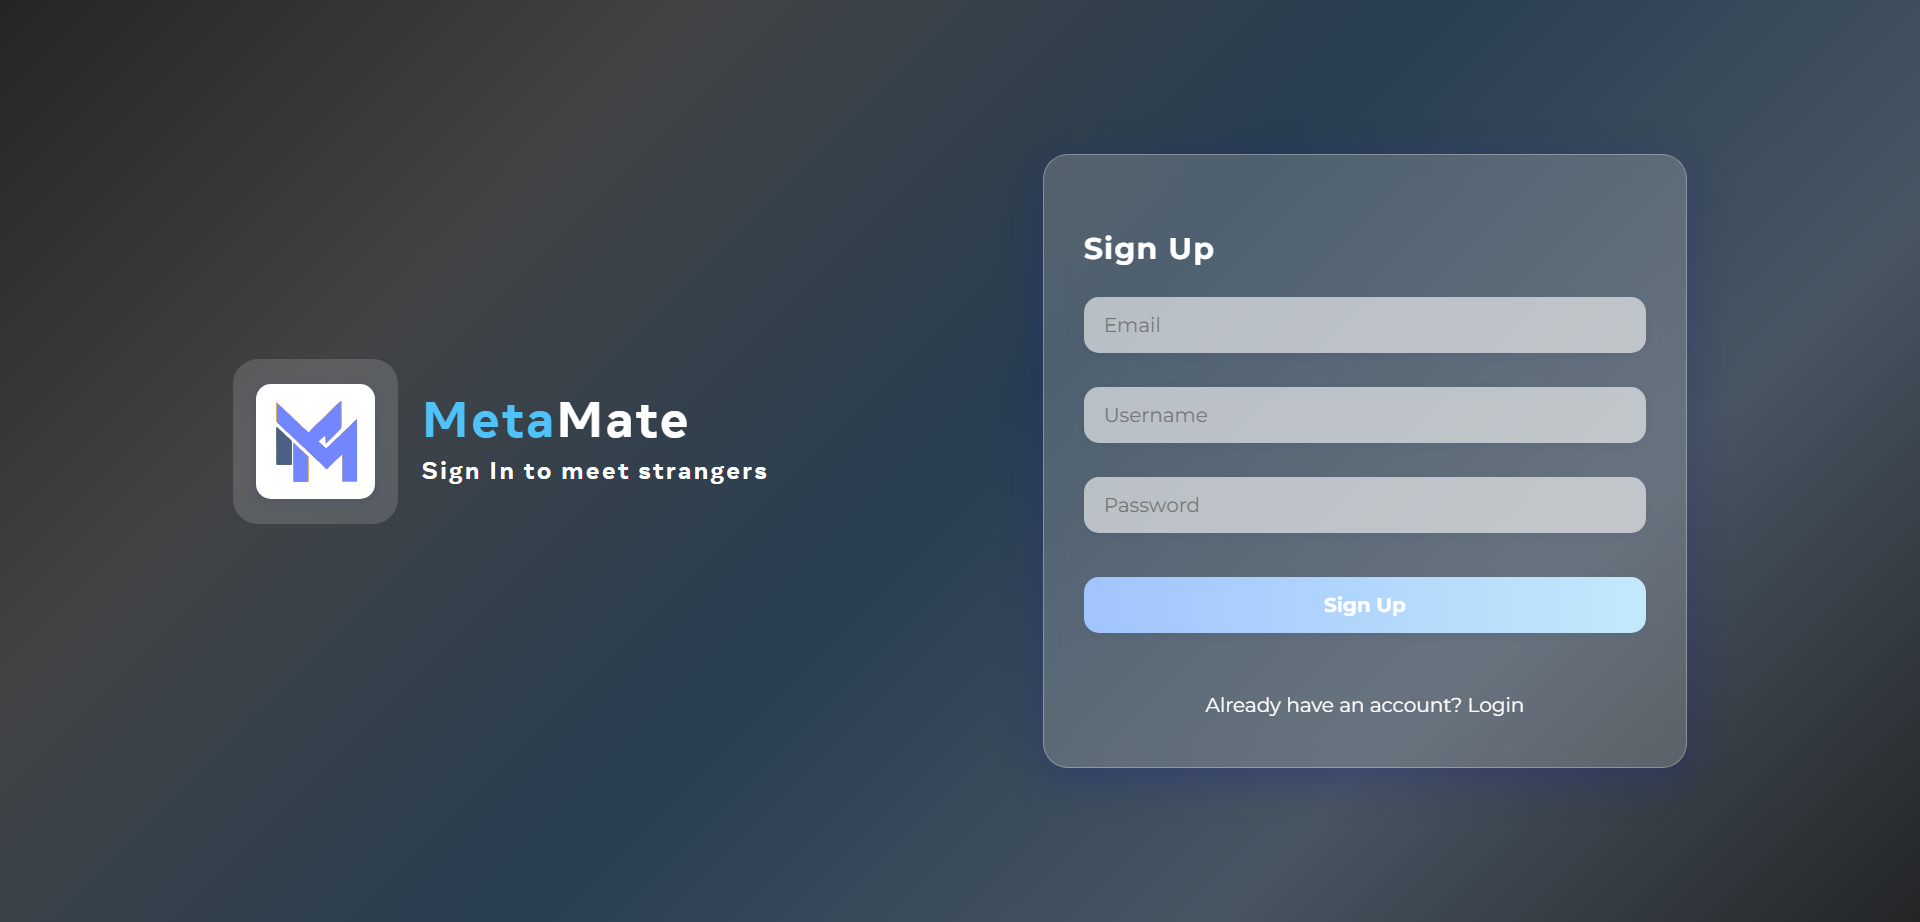 MetaMate
Sign In to meet strangers
Sign Up
Email
Username
Password
Sign Up
Already have an account? Login